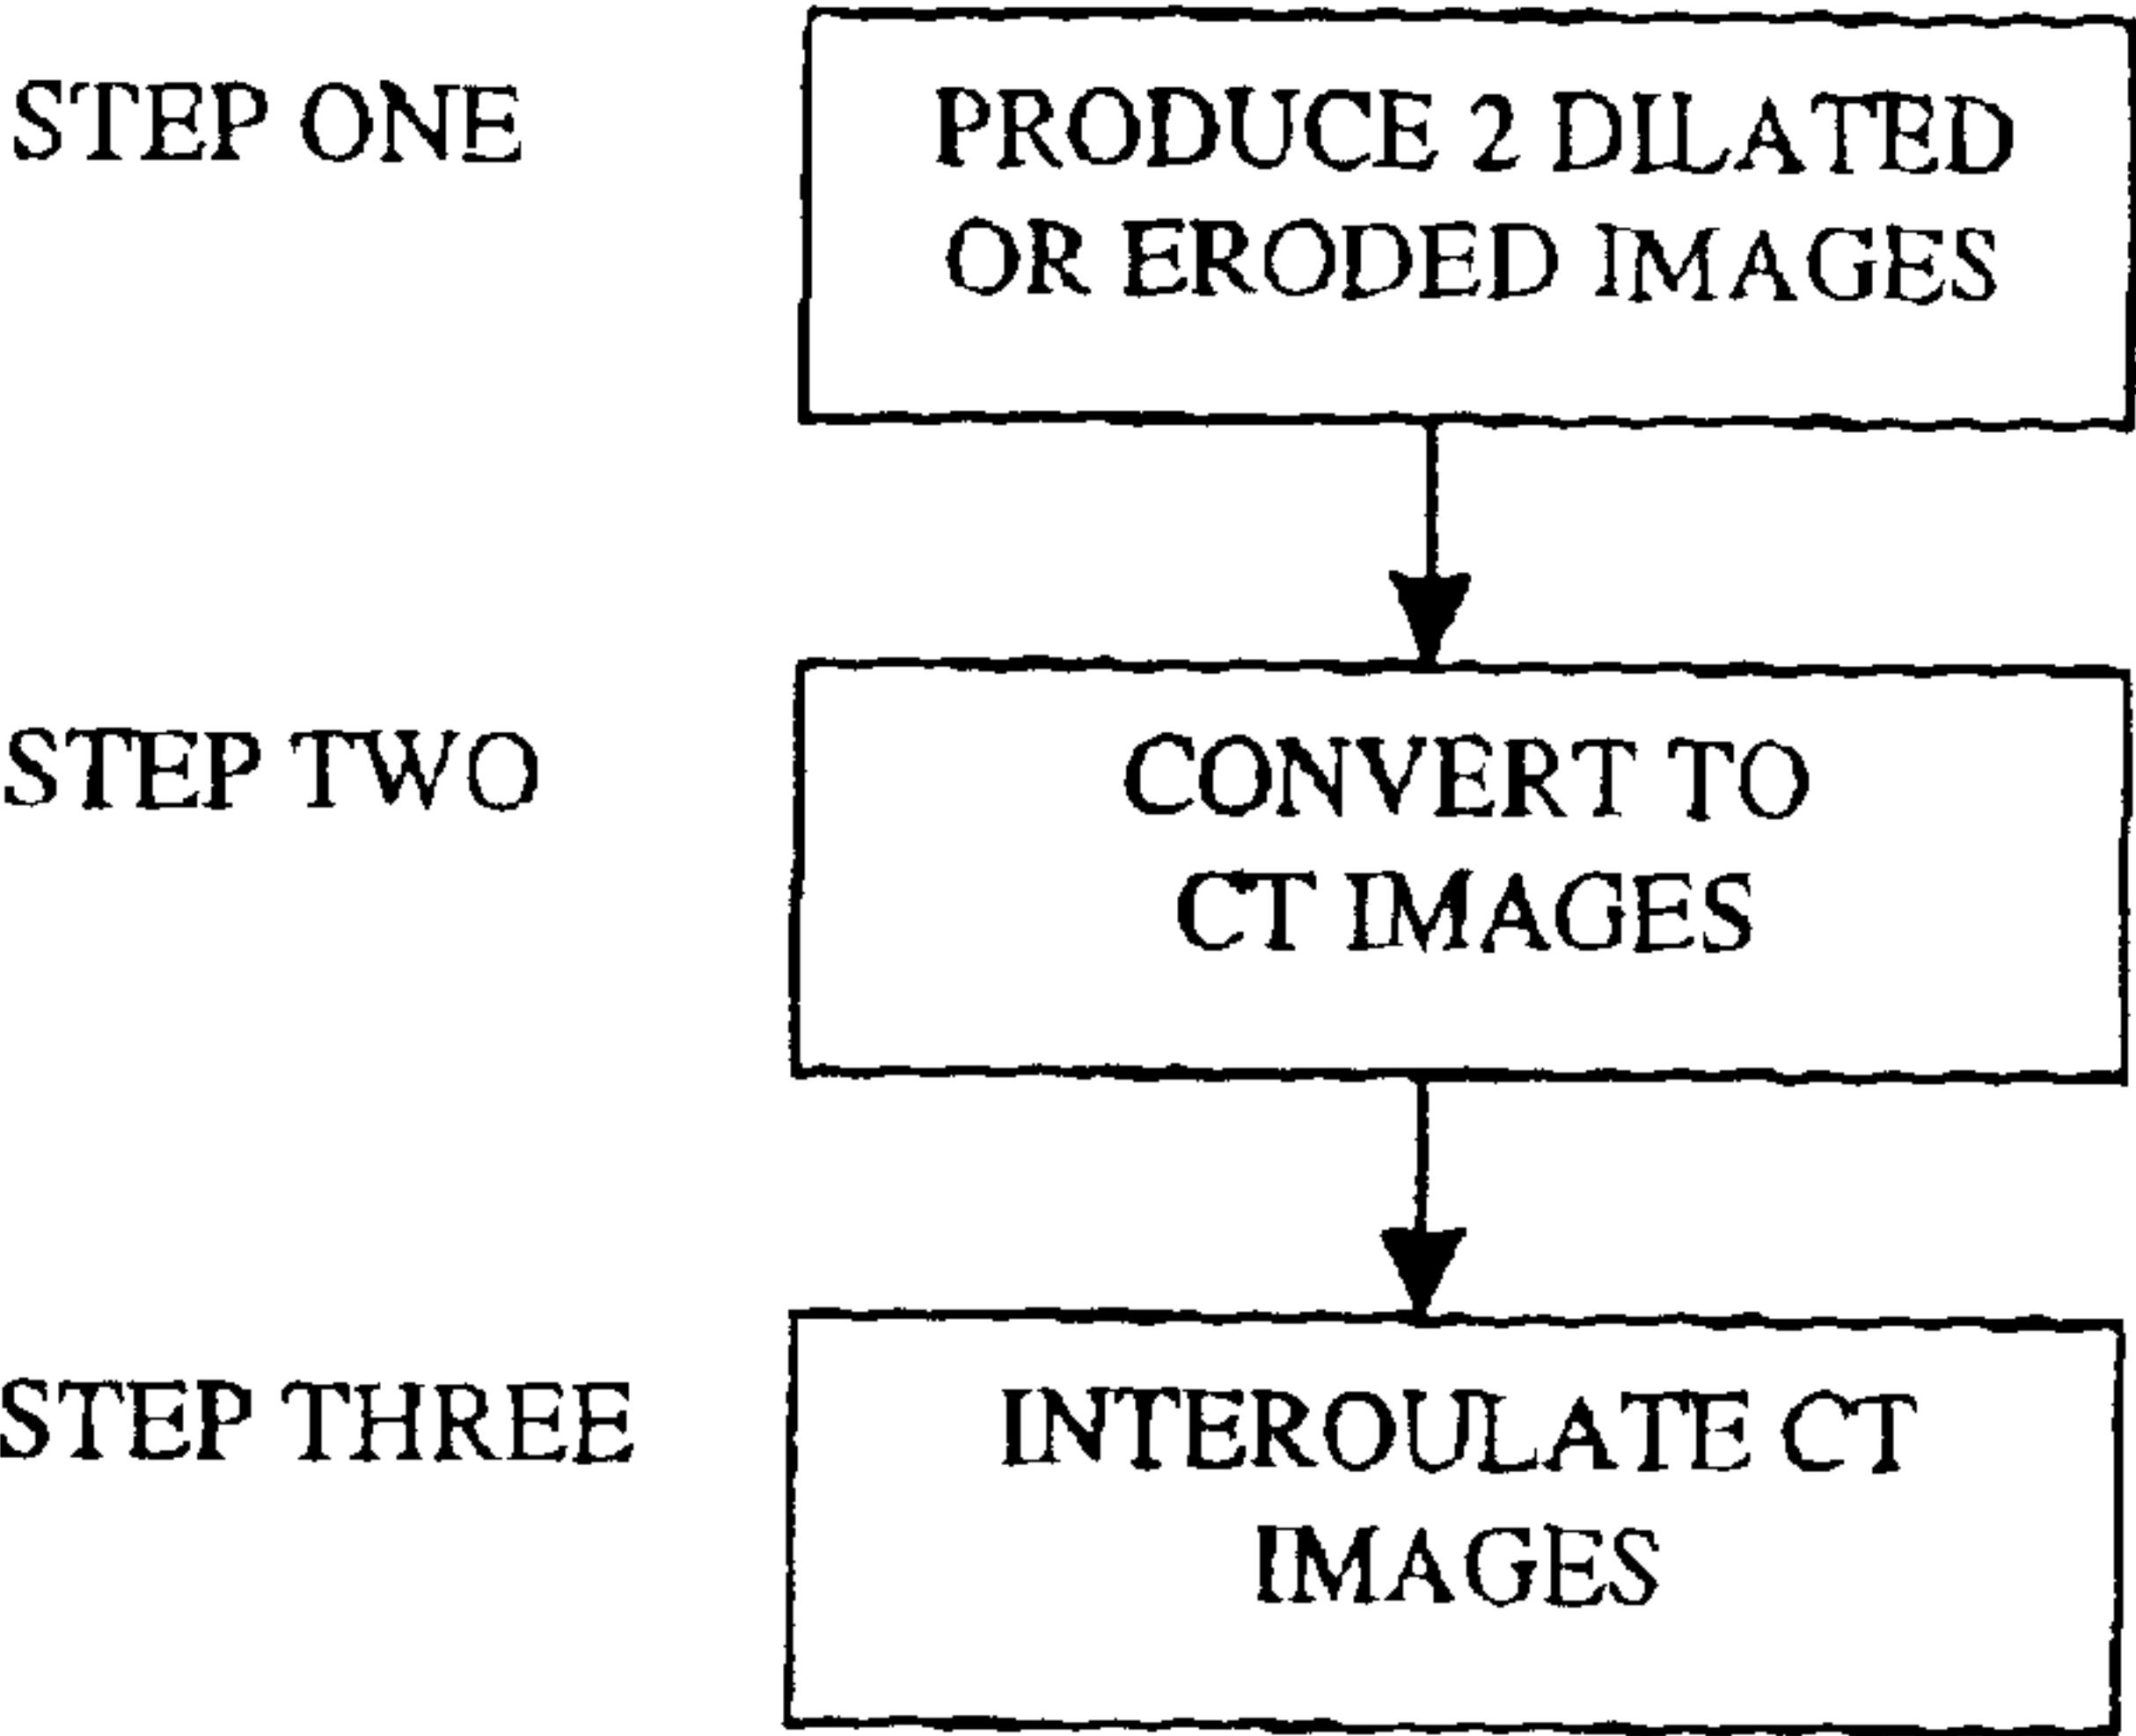 STEP ONE
PRODUCE 2 DILATED
OR ERODED IMAGES
STEP TWO
CONVERT TO
CT IMAGES
STEP THREE
INTEROULATE CT
IMAGES